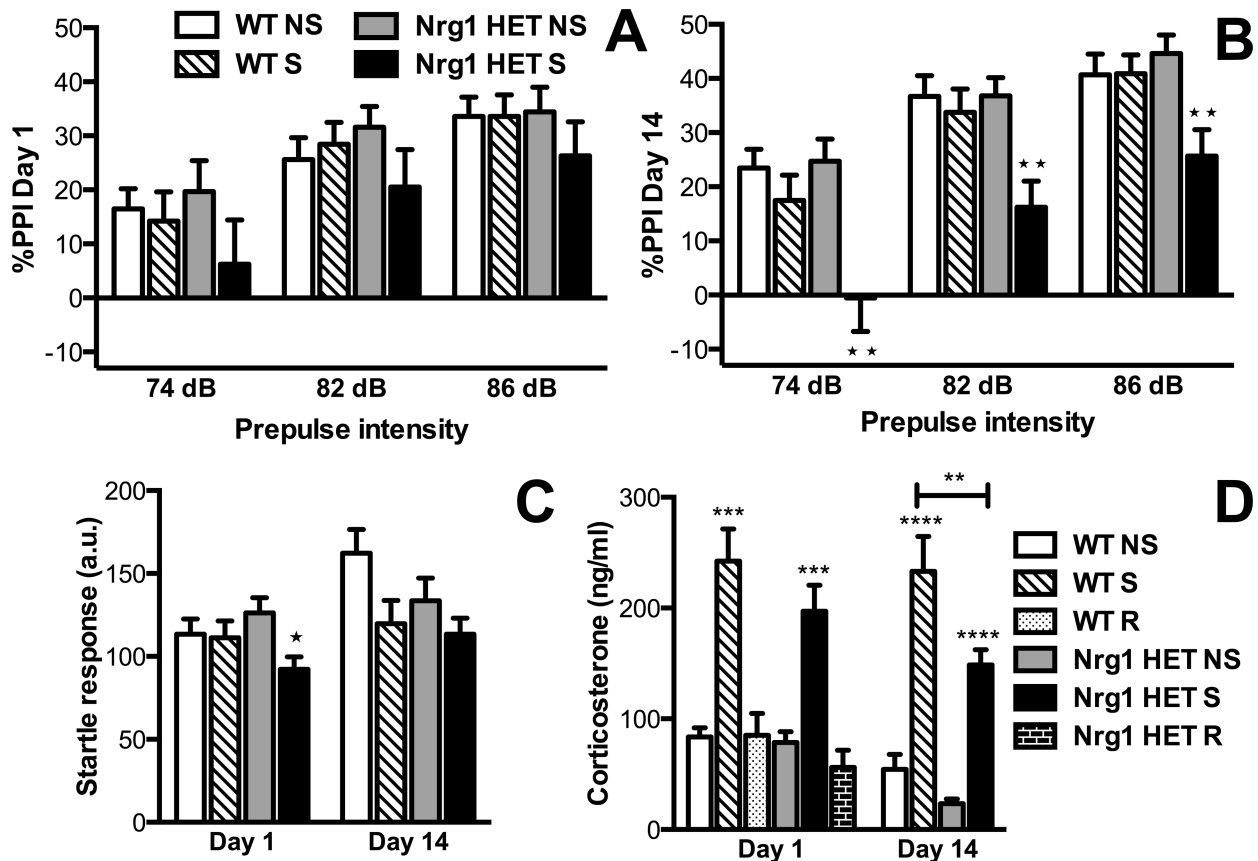 A
WT NS
Nrg1 HET NS
WT S
Nrg1 HET S
%PPI Day 1
50
40
30
20
10
0
-10
74 dB 82 dB 86 dB
Prepulse intensity
B
%PPI Day 14
50
40
30
20
10
0
-10
★ ★
★ ★
★ ★
74 dB 82 dB 86 dB
Prepulse intensity
C
Startle response (a.u.)
200
150
100
50
0
★
Day 1 Day 14
D
Corticosterone (ng/ml)
300
200
100
0
***
***
****
****
**
Day 1 Day 14
WT NS
WT S
WT R
Nrg1 HET NS
Nrg1 HET S
Nrg1 HET R